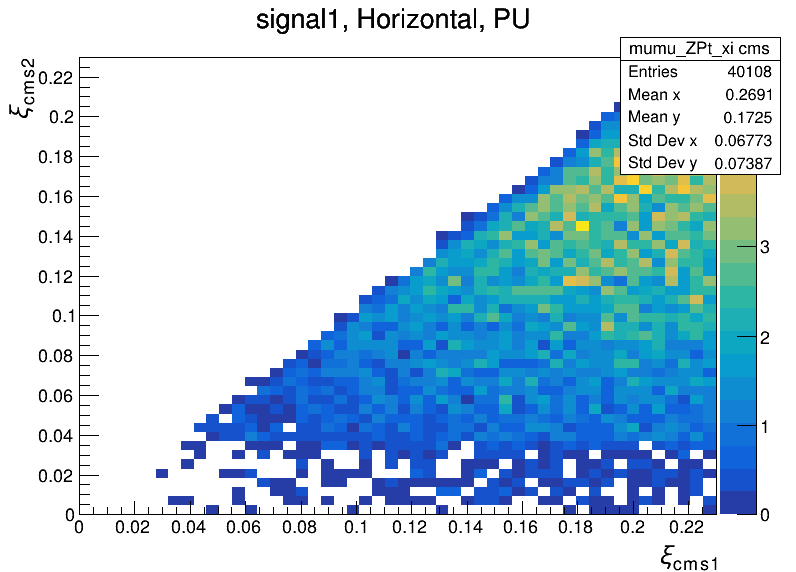 signal1, Horizontal, PU
mumu_ZPt_xi cms
Entries 40108
Mean x 0.2691
Mean y 0.1725
Std Dev x 0.06773
Std Dev y 0.07387
ξcms2
0.22
0.2
0.18
0.16
0.14
0.12
0.1
0.08
0.06
0.04
0.02
0
3
2
1
0
0 0.02 0.04 0.06 0.08 0.1 0.12 0.14 0.16 0.18 0.2 0.22
ξcms1